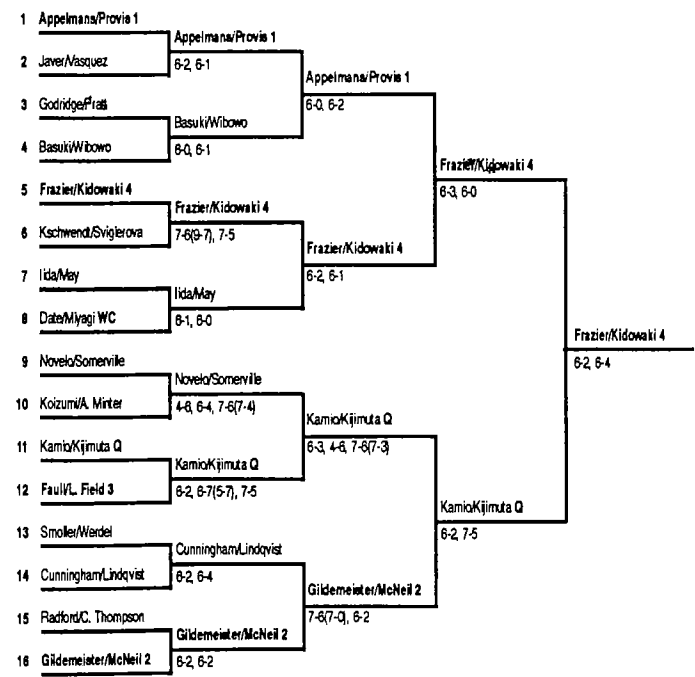 1 Appelmans/Provis 1
Appelmans/Provis 1
2 Javer/Vasquez
6-2, 6-1
Appelmans/Provis 1
6-0, 6-2
3 Godridge/Pratt
Basuki/Wibowo
4 Basuki/Wibowo
6-0, 6-1
Frazier/Kidowaki 4
6-3, 6-0
5 Frazier/Kidowaki 4
Frazier/Kidowaki 4
6 Kschwendt/Sviglerova
7-6(9-7), 7-5
Frazier/Kidowaki 4
6-2, 6-1
7 Iida/May
Iida/May
8 Date/Miyagi WC
6-1, 6-0
Frazier/Kidowaki 4
6-2, 6-4
9 Novelo/Somerville
Novelo/Somerville
10 Koizumi/A. Minter
4-6, 6-4, 7-6(7-4)
Kamio/Kijimuta Q
6-3, 4-6, 7-6(7-3)
11 Kamio/Kijimuta Q
Kamio/Kijimuta Q
12 Faull/L. Field 3
6-2, 6-7(5-7), 7-5
Kamio/Kijimuta Q
6-2, 7-5
13 Smoller/Werdel
Cunningham/Lindqvist
14 Cunningham/Lindqvist
6-2, 6-4
Gildemeister/McNeil 2
7-6(7-0), 6-2
15 Radford/C. Thompson
Gildemeister/McNeil 2
16 Gildemeister/McNeil 2
6-2, 6-2